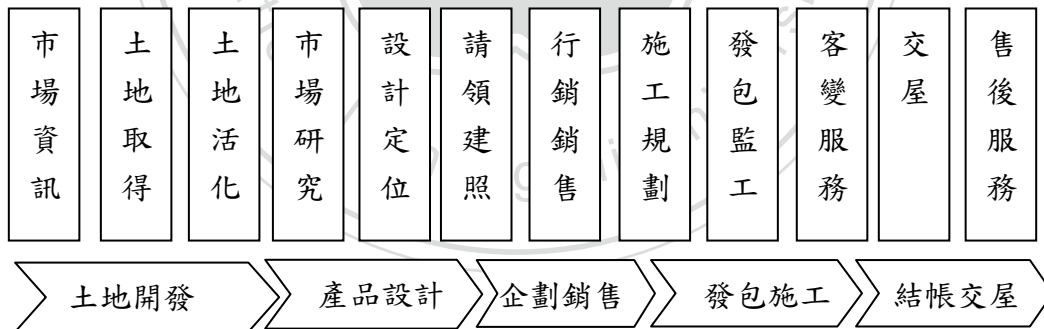 市場資訊
土地取得
土地活化
市場研究
設計定位
請領建照
行銷銷售
施工規劃
發包監工
客變服務
交屋
售後服務
土地開發
產品設計
企劃銷售
發包施工
結帳交屋